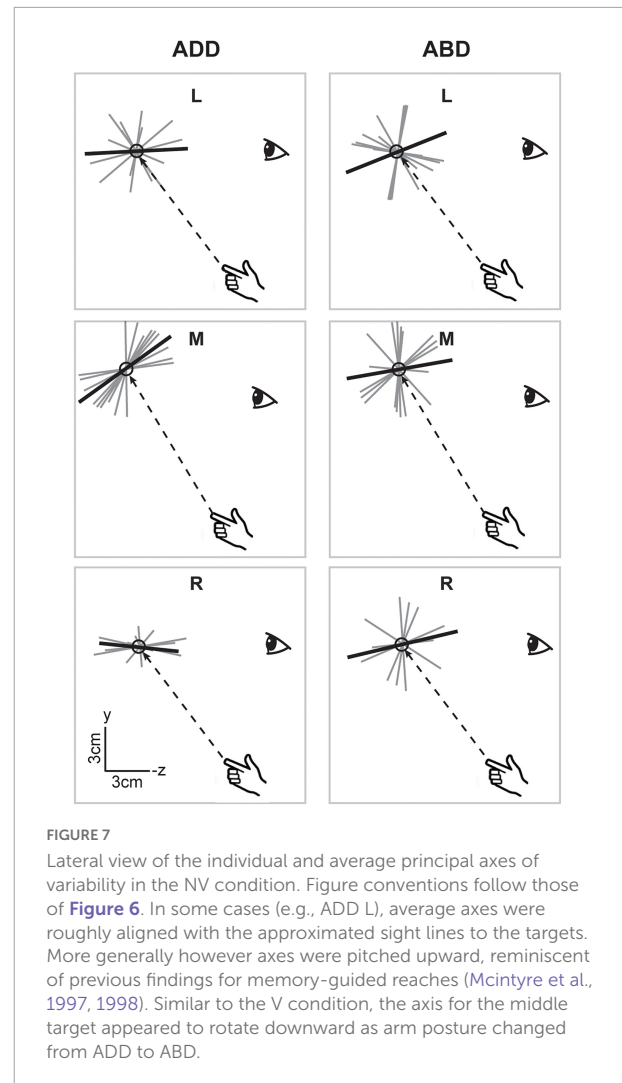 ADD
ABD
L
L
M
M
R
R
y
3cm
-z
3cm
FIGURE 7
Lateral view of the individual and average principal axes of
variability in the NV condition. Figure conventions follow those
of Figure 6. In some cases (e.g., ADD L), average axes were
roughly aligned with the approximated sight lines to the targets.
More generally however axes were pitched upward, reminiscent
of previous findings for memory-guided reaches (Mcintyre et al.,
1997, 1998). Similar to the V condition, the axis for the middle
target appeared to rotate downward as arm posture changed
from ADD to ABD.